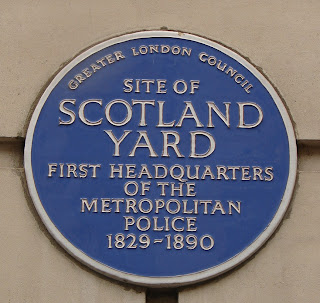 GREATER LONDON COUNCIL
SITE OF
SCOTLAND
YARD
FIRST HEADQUARTERS
OF THE
METROPOLITAN
POLICE
1829~1890